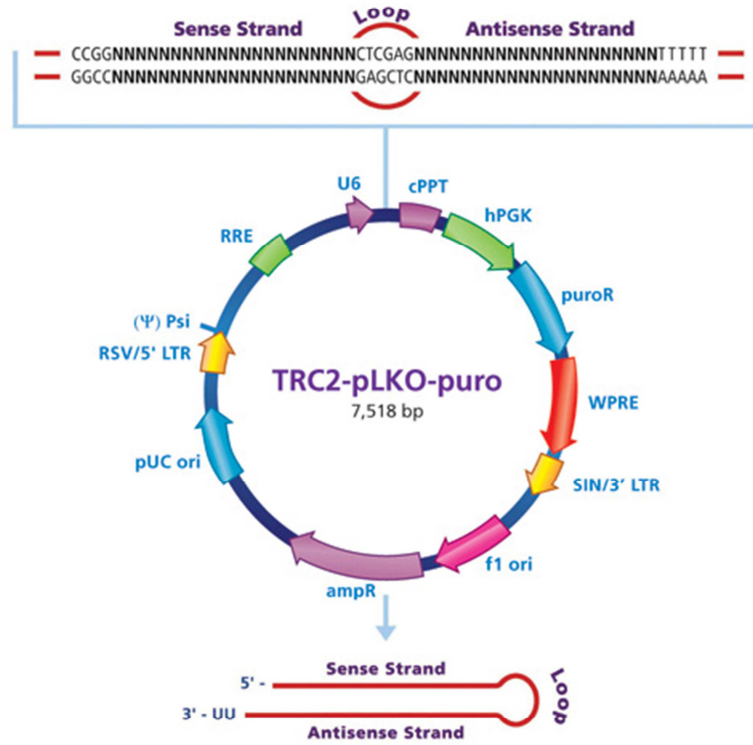 Loop
Sense Strand Antisense Strand
CCGGNNNNNNNNNNNNNNNNNNNNNCTCGAGNNNNNNNNNNNNNNNNNNNNNTTTTT
GGCCNNNNNNNNNNNNNNNNNNNNNGAGCTCNNNNNNNNNNNNNNNNNNNNNAAAAA
U6
cPPT
hPGK
RRE
puroR
(Ψ) Psi
RSV/5' LTR
TRC2-pLKO-puro
7,518 bp
WPRE
pUC ori
SIN/3' LTR
f1 ori
ampR
Sense Strand
5' -
Loop
3' - UU
Antisense Strand